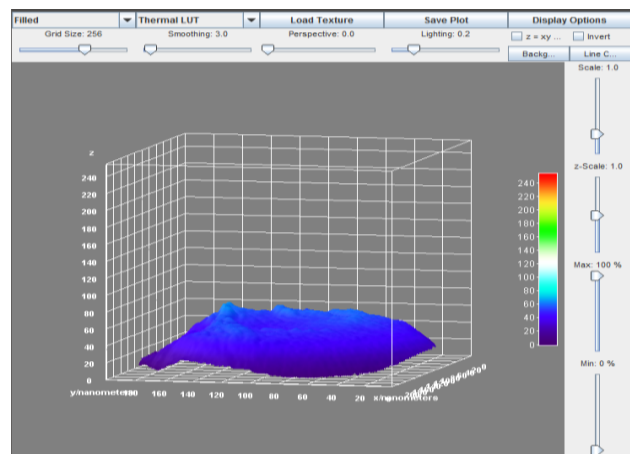 Filled Thermal LUT Load Texture Save Plot Display Options
Grid Size: 256 Smoothing: 3.0 Perspective: 0.0 Lighting: 0.2 z = xy ... Invert
Backg... Line C...
Scale: 1.0
z-Scale: 1.0
Max: 100 %
Min: 0 %
z
240
220
200
180
160
140
120
100
80
60
40
20
0
240
220
200
180
160
140
120
100
80
60
40
20
0
y/nanometers 180 160 140 120 100 80 60 40 20 x/nanometers